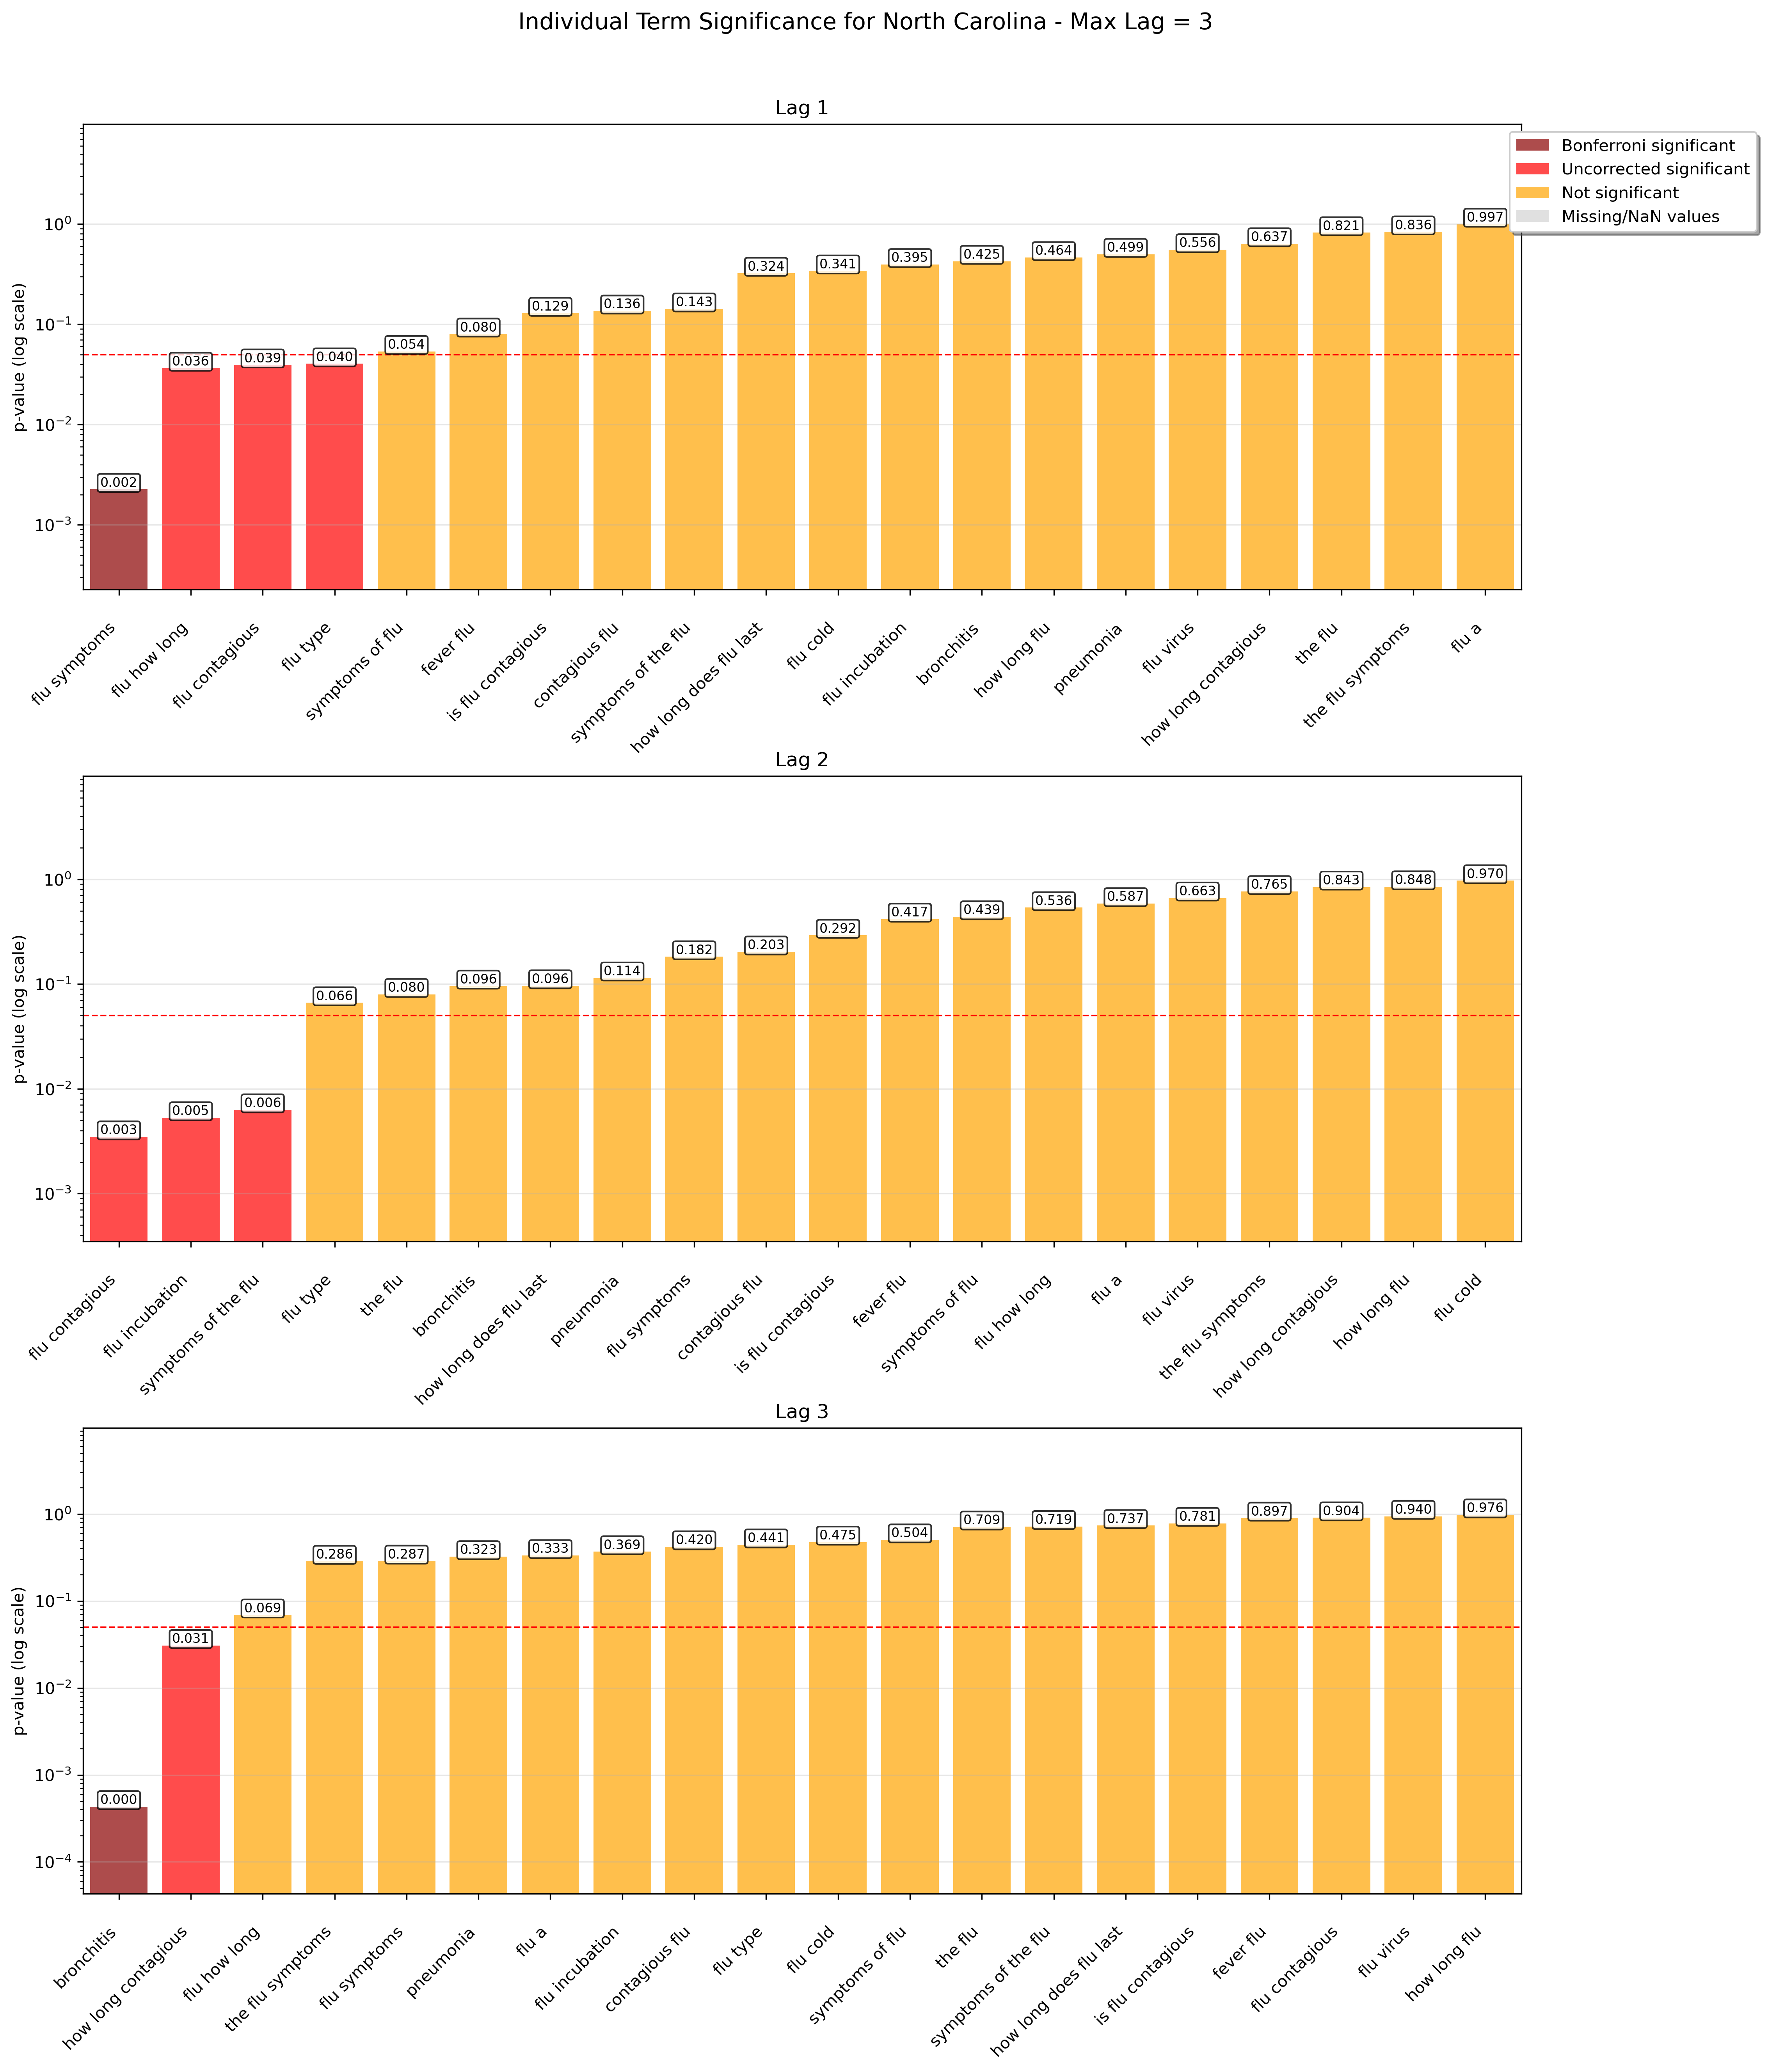 Individual Term Significance for North Carolina - Max Lag = 3
Lag 1
Bonferroni significant
Uncorrected significant
Not significant
Missing/NaN values
p-value (log scale)
10⁰
10⁻¹
10⁻²
10⁻³
0.002
0.036
0.039
0.040
0.054
0.080
0.129
0.136
0.143
0.324
0.341
0.395
0.425
0.464
0.499
0.556
0.637
0.821
0.836
0.997
flu symptoms
flu how long
flu contagious
flu type
symptoms of flu
fever flu
is flu contagious
contagious flu
symptoms of the flu
how long does flu last
flu cold
flu incubation
bronchitis
how long flu
pneumonia
flu virus
how long contagious
the flu
the flu symptoms
flu a
Lag 2
p-value (log scale)
10⁰
10⁻¹
10⁻²
10⁻³
0.003
0.005
0.006
0.066
0.080
0.096
0.096
0.114
0.182
0.203
0.292
0.417
0.439
0.536
0.587
0.663
0.765
0.843
0.848
0.970
flu contagious
flu incubation
symptoms of the flu
flu type
the flu
bronchitis
how long does flu last
pneumonia
flu symptoms
contagious flu
is flu contagious
fever flu
symptoms of flu
flu how long
flu a
flu virus
the flu symptoms
how long contagious
how long flu
flu cold
Lag 3
p-value (log scale)
10⁰
10⁻¹
10⁻²
10⁻³
10⁻⁴
0.000
0.031
0.069
0.286
0.287
0.323
0.333
0.369
0.420
0.441
0.475
0.504
0.709
0.719
0.737
0.781
0.897
0.904
0.940
0.976
bronchitis
how long contagious
flu how long
the flu symptoms
flu symptoms
pneumonia
flu a
flu incubation
contagious flu
flu type
flu cold
symptoms of flu
the flu
symptoms of the flu
how long does flu last
is flu contagious
fever flu
flu contagious
flu virus
how long flu